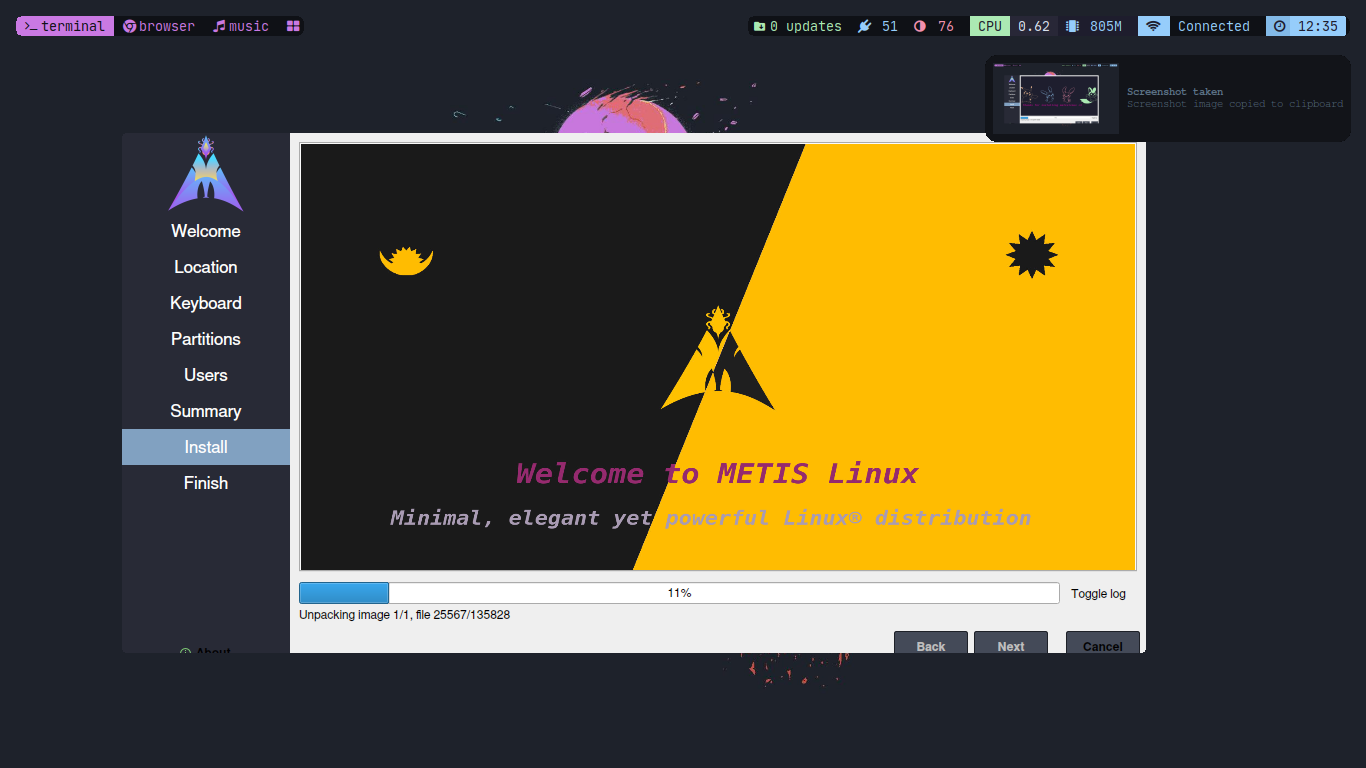 terminal browser music 0 updates 51 76 CPU 0.62 805M Connected 12:35
Screenshot taken
Screenshot image copied to clipboard
Welcome
Location
Keyboard
Partitions
Users
Summary
Install
Finish
About
Welcome to METIS Linux
Minimal, elegant yet powerful Linux® distribution
11%
Toggle log
Unpacking image 1/1, file 25567/135828
Back Next Cancel